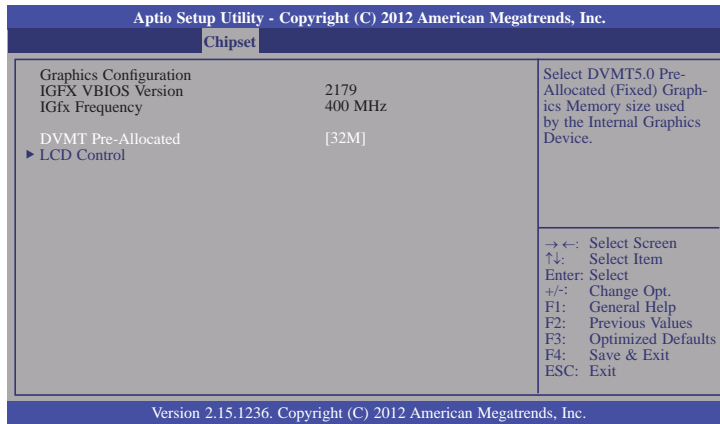 Aptio Setup Utility - Copyright (C) 2012 American Megatrends, Inc.
Chipset
Graphics Configuration
IGFX VBIOS Version 2179
IGfx Frequency 400 MHz
DVMT Pre-Allocated [32M]
▶ LCD Control
Select DVMT5.0 Pre-
Allocated (Fixed) Graph-
ics Memory size used
by the Internal Graphics
Device.
→ ←: Select Screen
↑↓: Select Item
Enter: Select
+/-: Change Opt.
F1: General Help
F2: Previous Values
F3: Optimized Defaults
F4: Save & Exit
ESC: Exit
Version 2.15.1236. Copyright (C) 2012 American Megatrends, Inc.